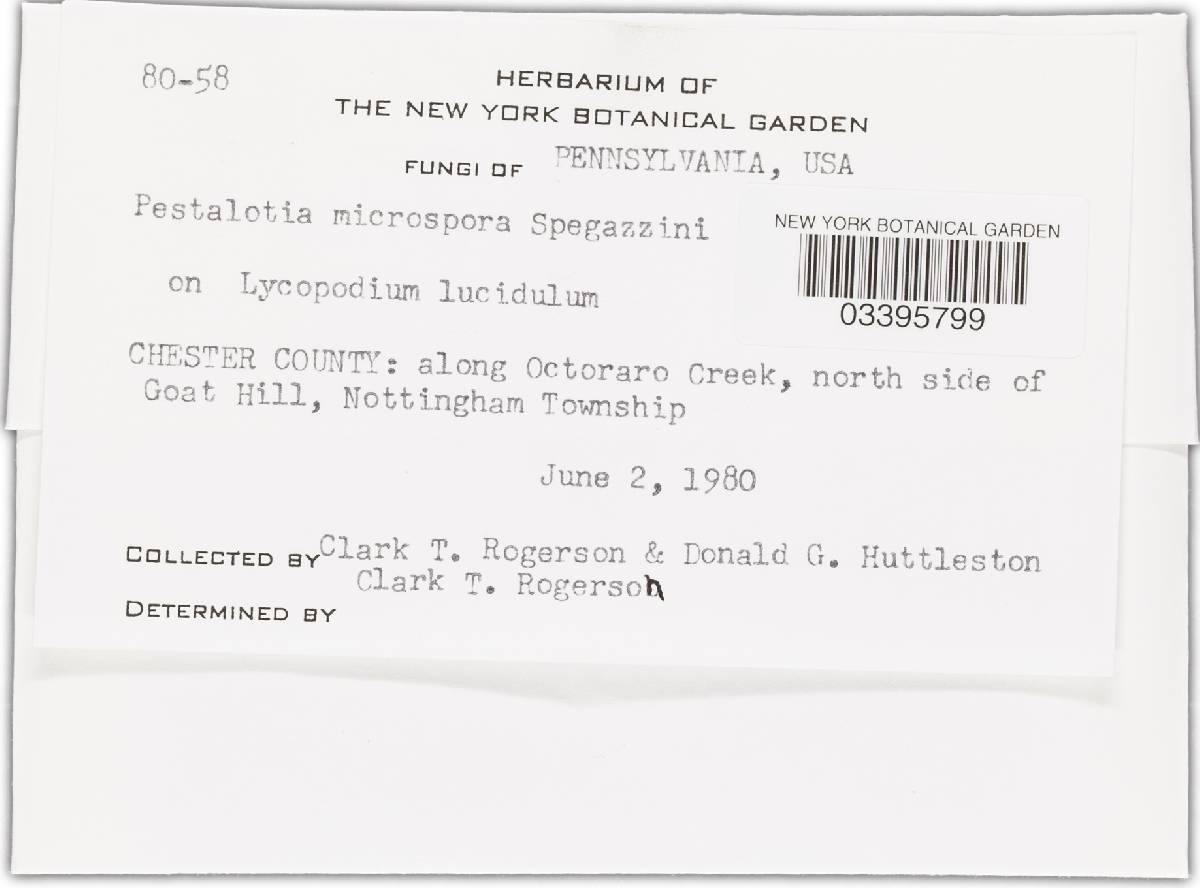 80-58
HERBARIUM OF
THE NEW YORK BOTANICAL GARDEN
FUNGI OF PENNSYLVANIA, USA
Pestalotia microspora Spegazzini
NEW YORK BOTANICAL GARDEN
03395799
on Lycopodium lucidulum
CHESTER COUNTY: along Octoraro Creek, north side of
Goat Hill, Nottingham Township
June 2, 1980
COLLECTED BY Clark T. Rogerson & Donald G. Huttleston
Clark T. Rogerson
DETERMINED BY